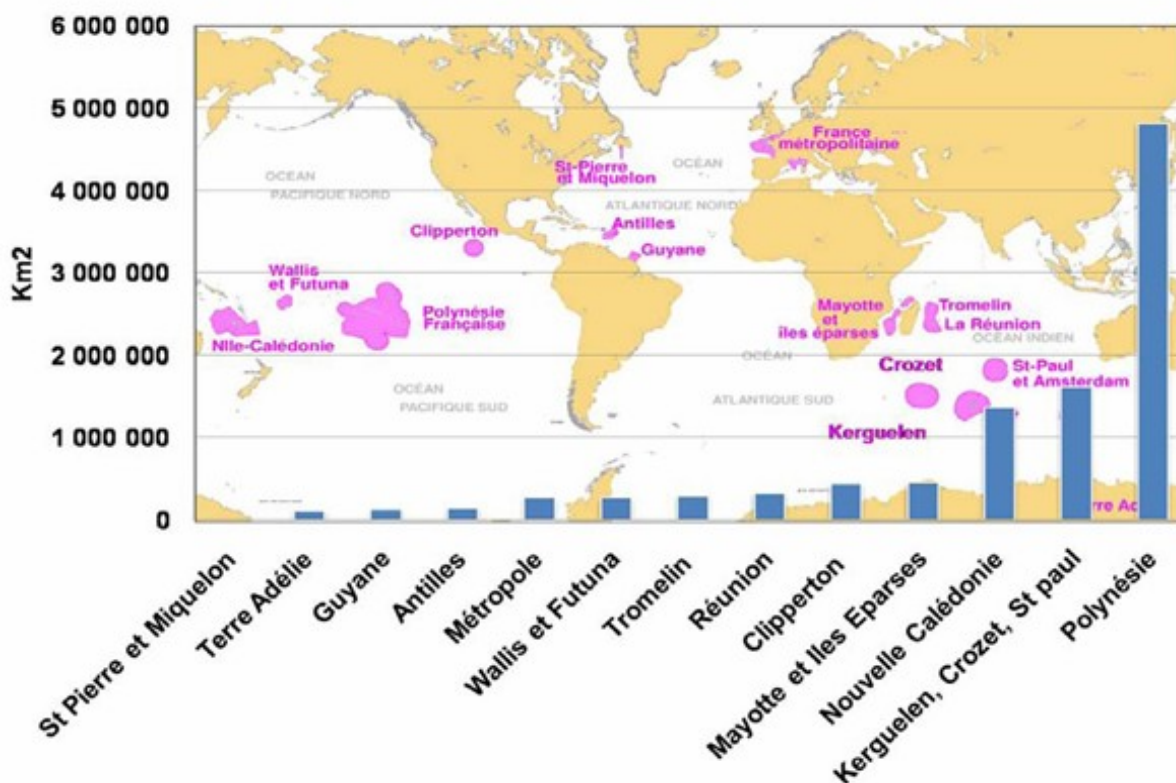 6 000 000
5 000 000
4 000 000
3 000 000
2 000 000
1 000 000
0
Km2
France
métropolitaine
St-Pierre
et Miquelon
OCÉAN
ATLANTIQUE NORD
OCÉAN
PACIFIQUE NORD
Clipperton
Antilles
Guyane
Wallis
et Futuna
Polynésie
Française
Nlle-Calédonie
Mayotte
et
îles éparses
Tromelin
La Réunion
OCÉAN INDIEN
OCÉAN
ATLANTIQUE SUD
OCÉAN
PACIFIQUE SUD
Crozet
St-Paul
et Amsterdam
Kerguelen
rre Ad
St Pierre et Miquelon
Terre Adélie
Guyane
Antilles
Métropole
Wallis et Futuna
Tromelin
Réunion
Clipperton
Mayotte et Iles Eparses
Nouvelle Calédonie
Kerguelen, Crozet, St paul
Polynésie